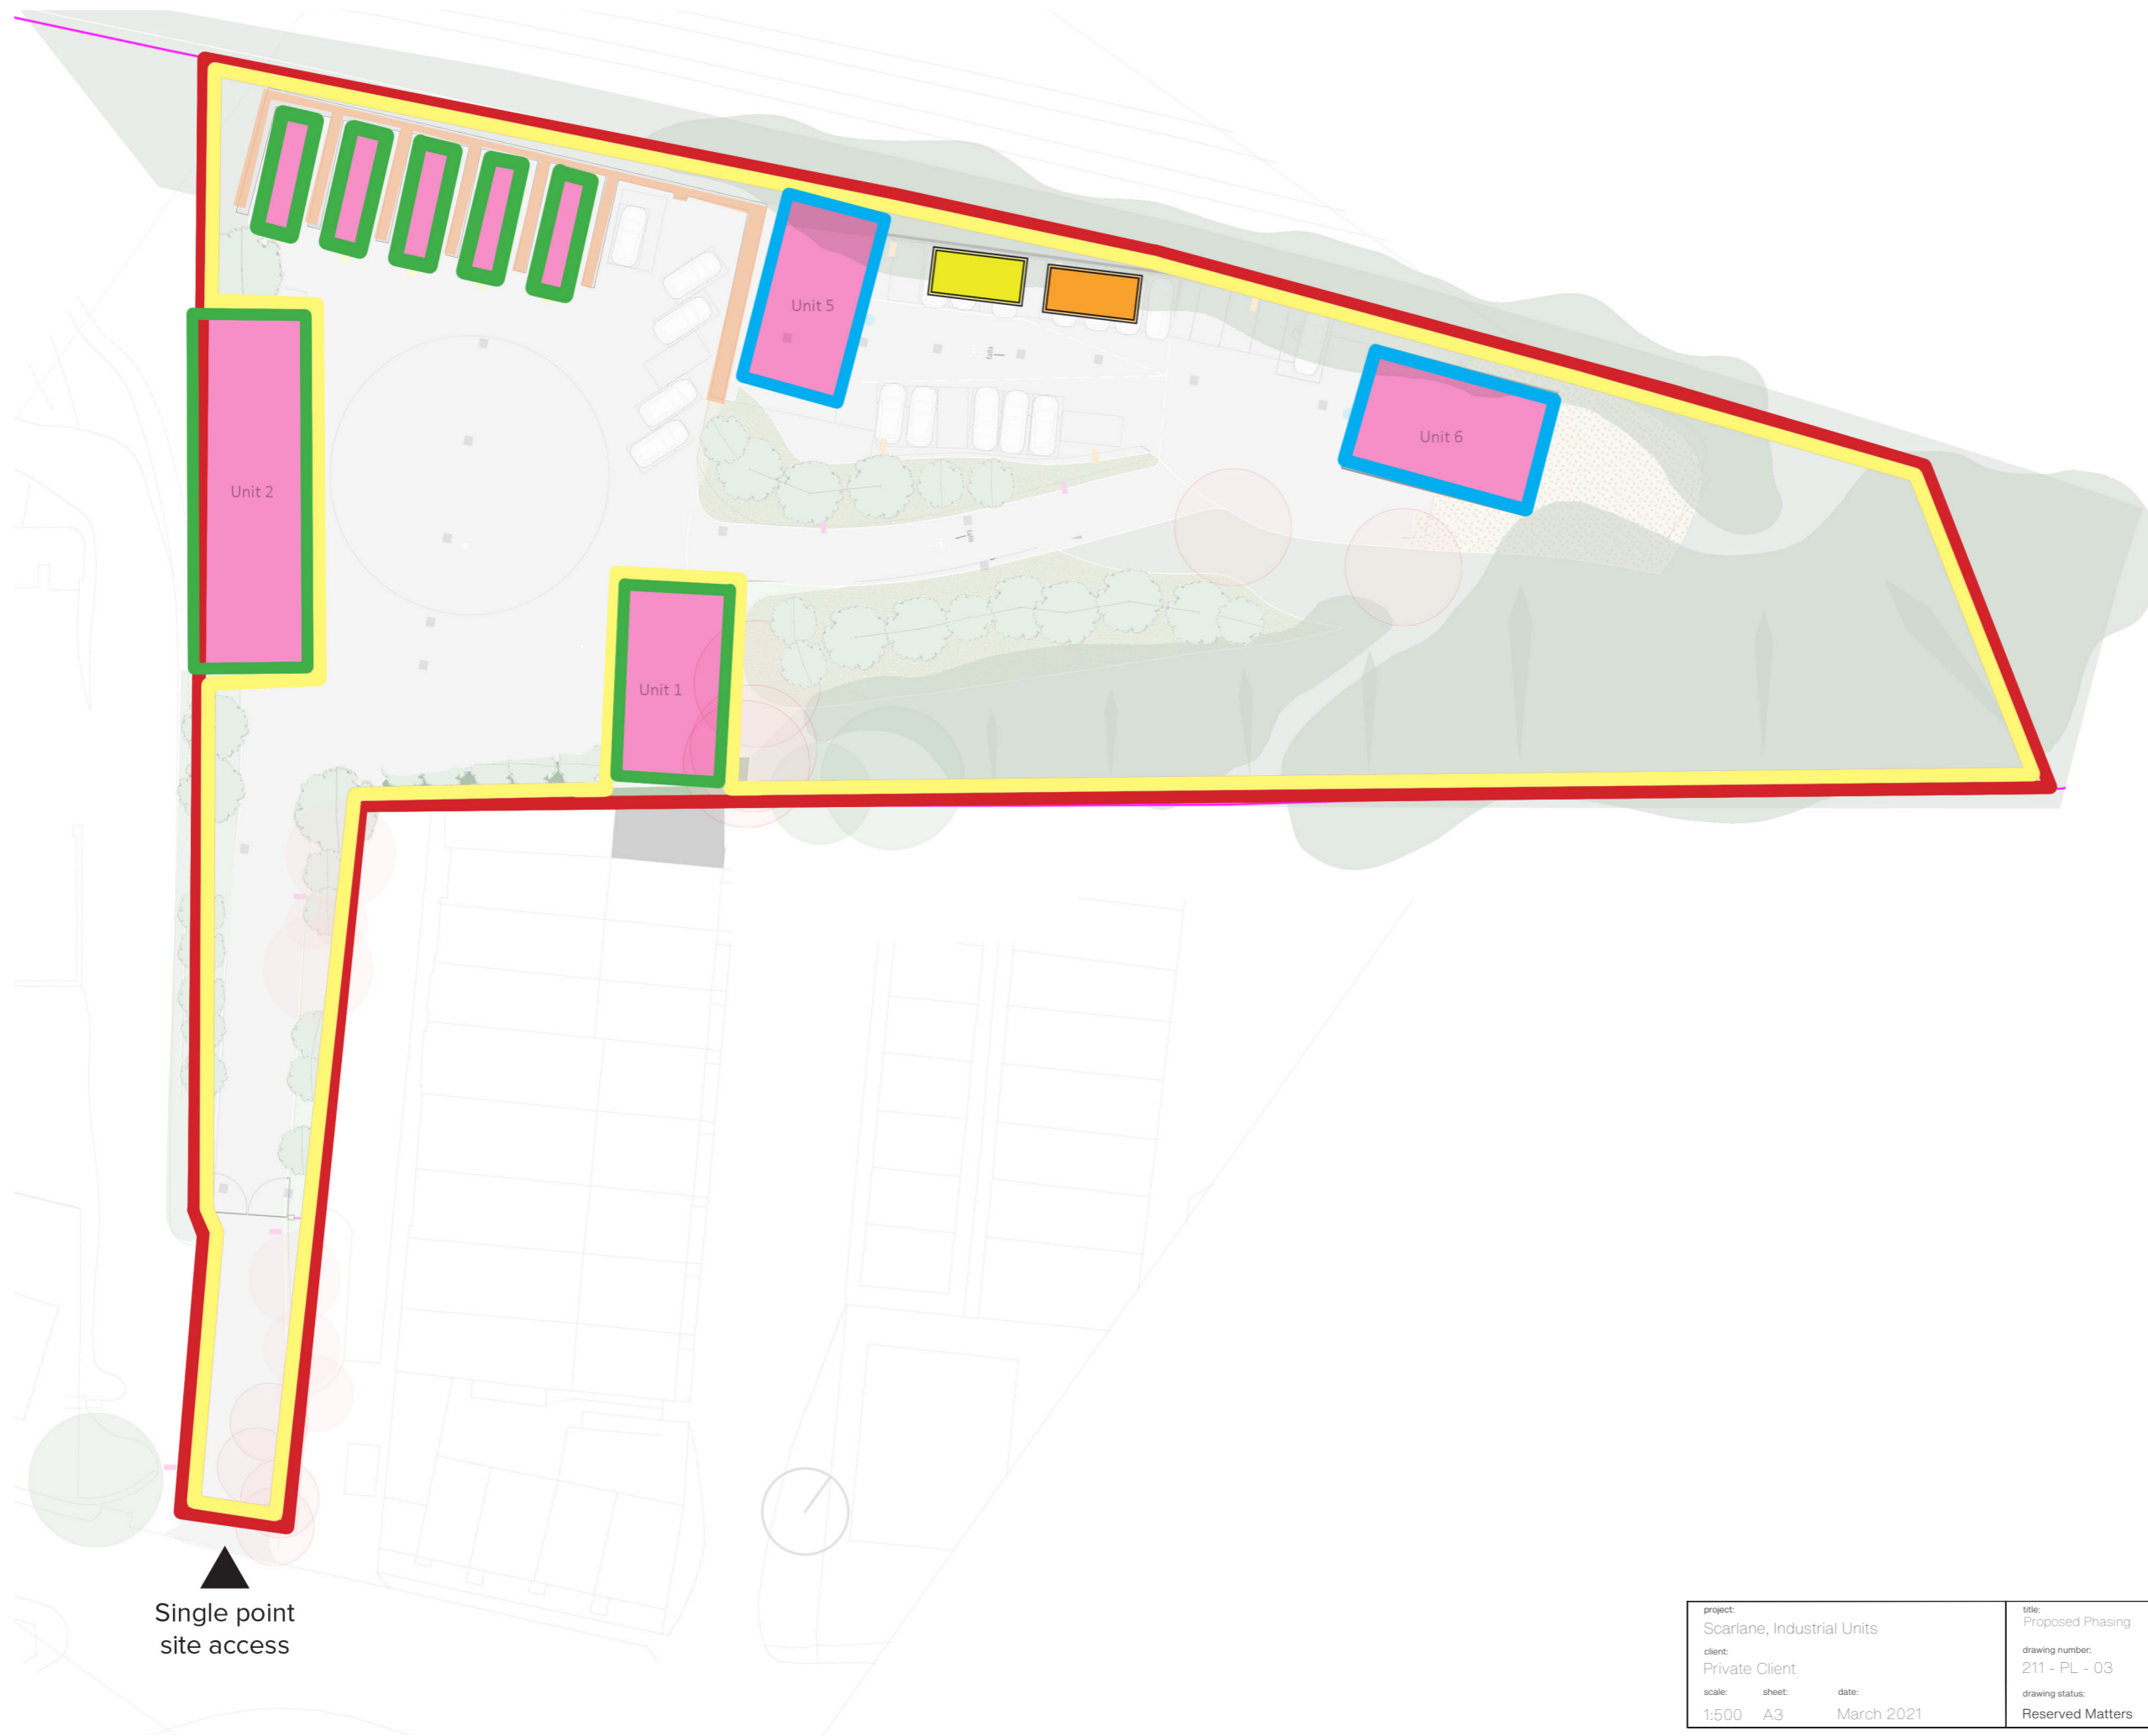 Unit 5
Unit 6
Unit 2
Unit 1
falls
falls
Single point
site access
project:
Scarlane, Industrial Units
client:
Private Client
scale: sheet: date:
1:500 A3 March 2021
title:
Proposed Phasing
drawing number:
211 - PL - 03
drawing status:
Reserved Matters